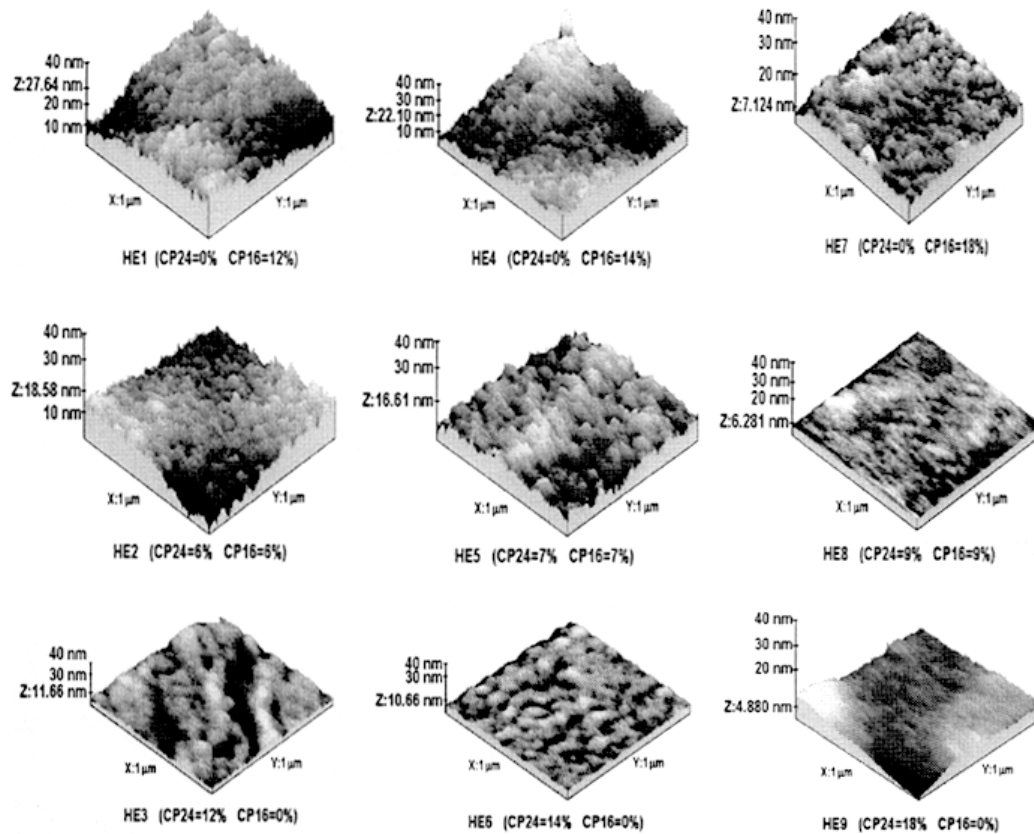 40 nm
Z:27.64 nm
20 nm
10 nm
X:1μm
Y:1μm
HE1 (CP24=0% CP16=12%)
40 nm
30 nm
Z:22.1 nm
10 nm
X:1μm
Y:1μm
HE4 (CP24=0% CP16=14%)
40 nm
30 nm
20 nm
Z:7.124 nm
X:1μm
Y:1μm
HE7 (CP24=0% CP16=18%)
40 nm
30 nm
Z:18.58 nm
10 nm
X:1μm
Y:1μm
HE2 (CP24=6% CP16=6%)
40 nm
30 nm
Z:16.61 nm
X:1μm
Y:1μm
HE5 (CP24=7% CP16=7%)
40 nm
30 nm
20 nm
Z:6.281 nm
X:1μm
Y:1μm
HE8 (CP24=9% CP16=9%)
40 nm
30 nm
Z:11.66 nm
X:1μm
Y:1μm
HE3 (CP24=12% CP16=0%)
40 nm
30 nm
Z:10.66 nm
X:1μm
Y:1μm
HE6 (CP24=14% CP16=0%)
40 nm
30 nm
20 nm
Z:4.880 nm
X:1μm
Y:1μm
HE9 (CP24=18% CP16=0%)